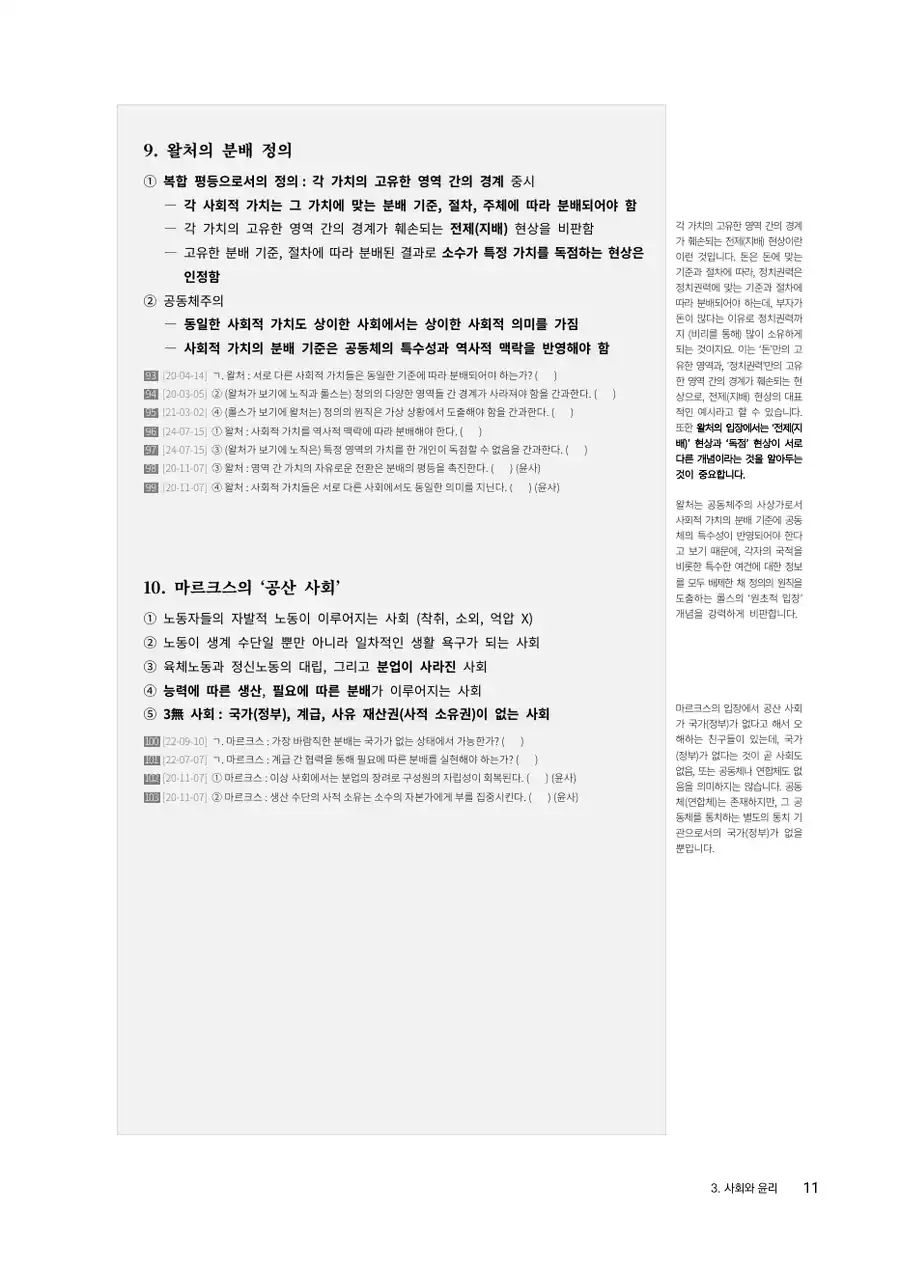 9. 왈처의 분배 정의
① 복합 평등으로서의 정의 : 각 가치의 고유한 영역 간의 경계 중시
─ 각 사회적 가치는 그 가치에 맞는 분배 기준, 절차, 주체에 따라 분배되어야 함
─ 각 가치의 고유한 영역 간의 경계가 훼손되는 전제(지배) 현상을 비판함
─ 고유한 분배 기준, 절차에 따라 분배된 결과로 소수가 특정 가치를 독점하는 현상은
인정함
② 공동체주의
─ 동일한 사회적 가치도 상이한 사회에서는 상이한 사회적 의미를 가짐
─ 사회적 가치의 분배 기준은 공동체의 특수성과 역사적 맥락을 반영해야 함
93 [20-04-14] ㄱ. 왈처 : 서로 다른 사회적 가치들은 동일한 기준에 따라 분배되어야 하는가? ( )
94 [20-03-05] ② (왈처가 보기에 노직과 롤스는) 정의의 다양한 영역들 간 경계가 사라져야 함을 간과한다. ( )
95 [21-03-02] ④ (롤스가 보기에 왈처는) 정의의 원칙은 가상 상황에서 도출해야 함을 간과한다. ( )
96 [24-07-15] ① 왈처 : 사회적 가치를 역사적 맥락에 따라 분배해야 한다. ( )
97 [24-07-15] ③ (왈처가 보기에 노직은) 특정 영역의 가치를 한 개인이 독점할 수 없음을 간과한다. ( )
98 [20-11-07] ③ 왈처 : 영역 간 가치의 자유로운 전환은 분배의 평등을 촉진한다. ( ) (윤사)
99 [20-11-07] ④ 왈처 : 사회적 가치들은 서로 다른 사회에서도 동일한 의미를 지닌다. ( ) (윤사)
10. 마르크스의 ‘공산 사회’
① 노동자들의 자발적 노동이 이루어지는 사회 (착취, 소외, 억압 X)
② 노동이 생계 수단일 뿐만 아니라 일차적인 생활 욕구가 되는 사회
③ 육체노동과 정신노동의 대립, 그리고 분업이 사라진 사회
④ 능력에 따른 생산, 필요에 따른 분배가 이루어지는 사회
⑤ 3無 사회 : 국가(정부), 계급, 사유 재산권(사적 소유권)이 없는 사회
100 [22-09-10] ㄱ. 마르크스 : 가장 바람직한 분배는 국가가 없는 상태에서 가능한가? ( )
101 [22-07-07] ㄱ. 마르크스 : 계급 간 협력을 통해 필요에 따른 분배를 실현해야 하는가? ( )
102 [20-11-07] ① 마르크스 : 이상 사회에서는 분업의 장려로 구성원의 자립성이 회복된다. ( ) (윤사)
103 [20-11-07] ② 마르크스 : 생산 수단의 사적 소유는 소수의 자본가에게 부를 집중시킨다. ( ) (윤사)
각 가치의 고유한 영역 간의 경계
가 훼손되는 전제(지배) 현상이란
이런 것입니다. 돈은 돈에 맞는
기준과 절차에 따라, 정치권력은
정치권력에 맞는 기준과 절차에
따라 분배되어야 하는데, 부자가
돈이 많다는 이유로 정치권력까
지 (비리를 통해) 많이 소유하게
되는 것이지요. 이는 ‘돈’만의 고
유한 영역과, ‘정치권력’만의 고유
한 영역 간의 경계가 훼손되는 현
상으로, 전제(지배) 현상의 대표
적인 예시라고 할 수 있습니다.
또한 왈처의 입장에서는 ‘전제(지
배)’ 현상과 ‘독점’ 현상이 서로
다른 개념이라는 것을 알아두는
것이 중요합니다.
왈처는 공동체주의 사상가로서
사회적 가치의 분배 기준에 공동
체의 특수성이 반영되어야 한다
고 보기 때문에, 각자의 국적을
비롯한 특수한 여건에 대한 정보
를 모두 배제한 채 정의의 원칙을
도출하는 롤스의 ‘원초적 입장’
개념을 강력하게 비판합니다.
마르크스의 입장에서 공산 사회
가 국가(정부)가 없다고 해서 오
해하는 친구들이 있는데, 국가
(정부)가 없다는 것이 곧 사회도
없음, 또는 공동체나 연합체도 없
음을 의미하지는 않습니다. 공동
체(연합체)는 존재하지만, 그 공
동체를 통치하는 별도의 통치 기
관으로서의 국가(정부)가 없을
뿐입니다.
3. 사회와 윤리 11